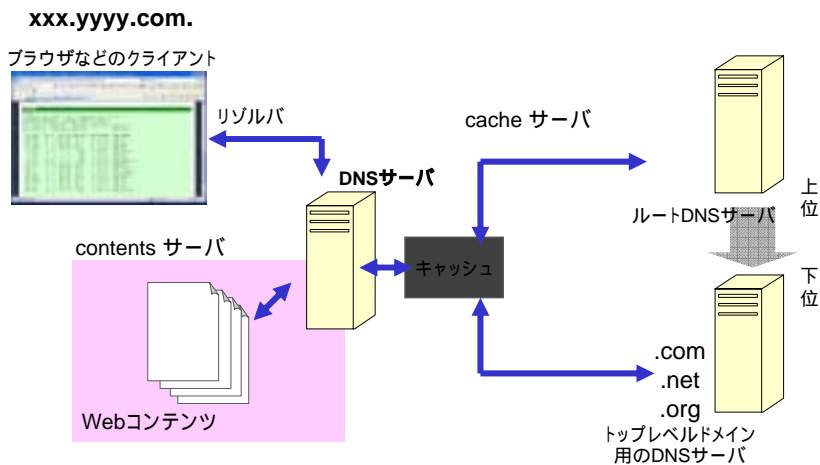 xxx.yyyy.com.
ブラウザなどのクライアント
リゾルバ
cache サーバ
DNSサーバ
contents サーバ
キャッシュ
ルートDNSサーバ
上位
下位
.com
.net
.org
トップレベルドメイン
用のDNSサーバ
Webコンテンツ